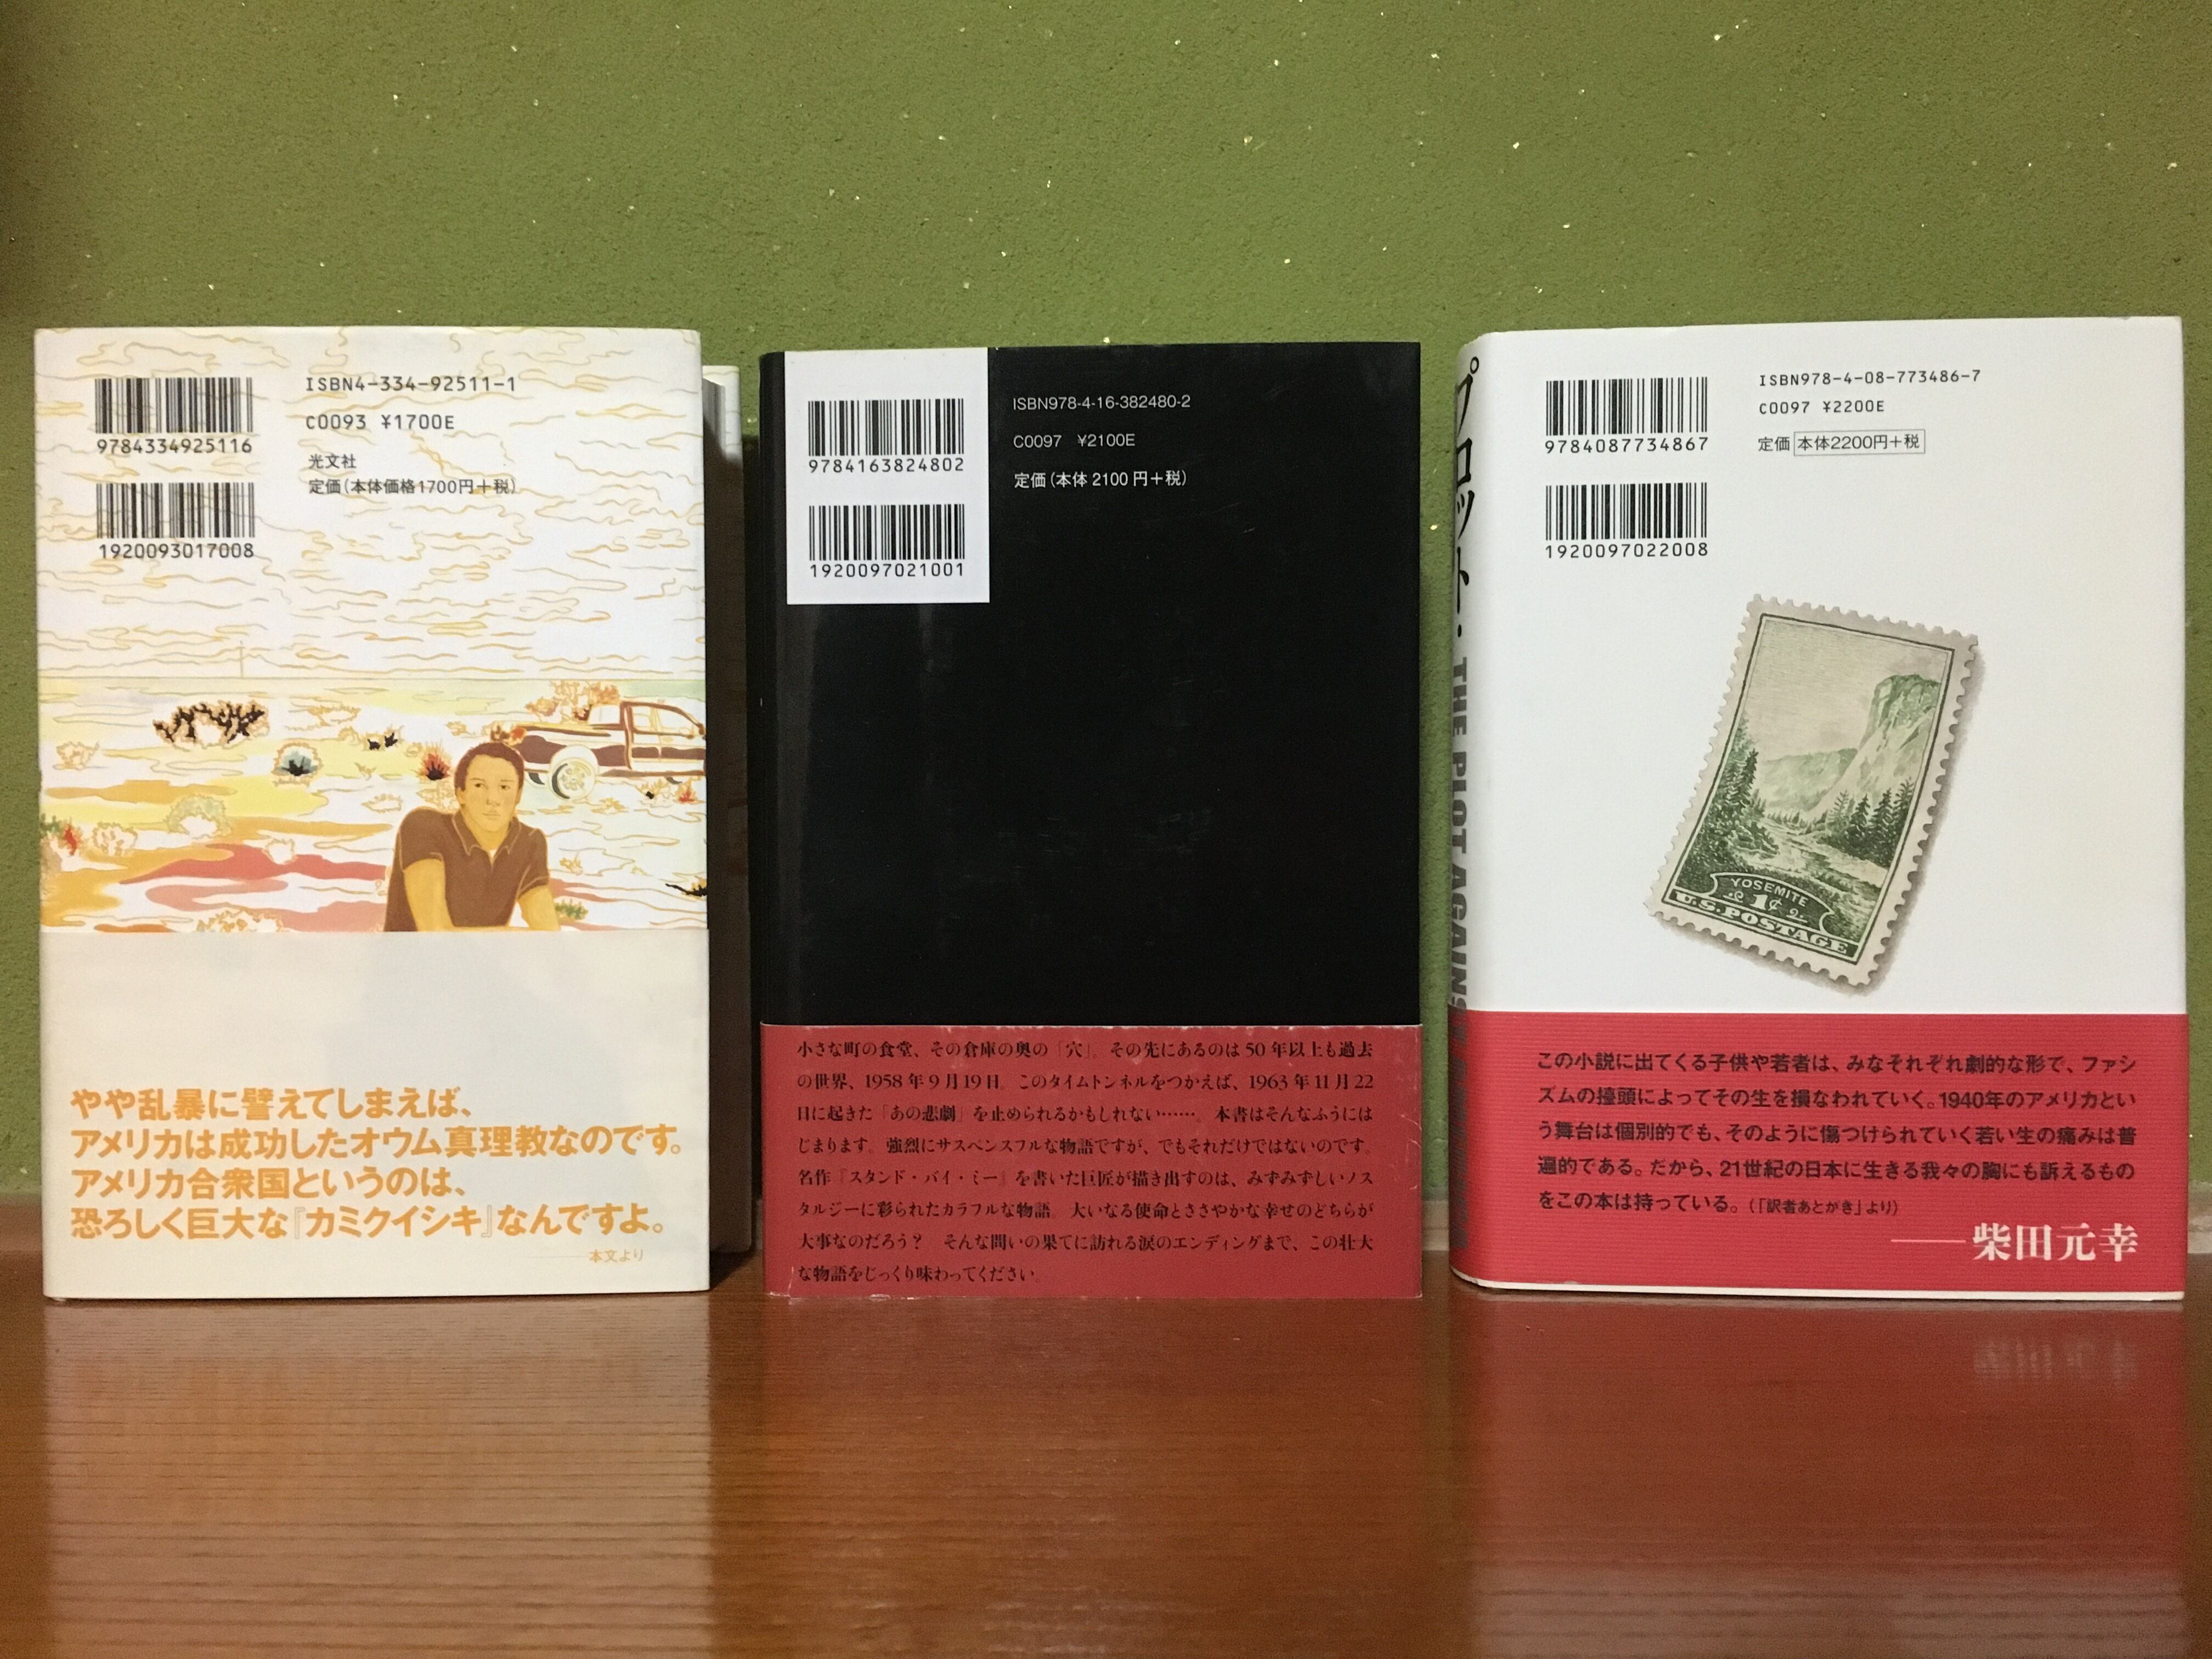 9784334925116
1920093017008
ISBN4-334-92511-1
C0093 ¥1700E
光文社
定価(本体価格1700円+税)
やや乱暴に譬えてしまえば、
アメリカは成功したオウム真理教なのです。
アメリカ合衆国というのは、
恐ろしく巨大な『カミクイシキ』なんですよ。
本文より
9784163824802
1920097021001
ISBN978-4-16-382480-2
C0097 ¥2100E
定価(本体2100円+税)
小さな町の食堂、その倉庫の奥の「穴」。その先にあるのは50年以上も過去
の世界、1958年9月19日。このタイムトンネルをつかえば、1963年11月22
日に起きた「あの悲劇」を止められるかもしれない……。本書はそんなふうには
じまります。強烈にサスペンスフルな物語ですが、でもそれだけではないのです。
名作『スタンド・バイ・ミー』を書いた巨匠が描き出すのは、みずみずしいノス
タルジーに彩られたカラフルな物語。大いなる使命とささやかな幸せのどちらが
大事なのだろう? そんな問いの果てに訪れる涙のエンディングまで、この壮大
な物語をじっくり味わってください。
プロット・
THE PLOT AGAINS
9784087734867
1920097022008
ISBN978-4-08-773486-7
C0097 ¥2200E
定価 本体2200円+税
YOSEMITE
1¢
U.S.POSTAGE
この小説に出てくる子供や若者は、みなそれぞれ劇的な形で、ファシ
ズムの擡頭によってその生を損なわれていく。1940年のアメリカとい
う舞台は個別的でも、そのように傷つけられていく若い生の痛みは普
遍的である。だから、21世紀の日本に生きる我々の胸にも訴えるもの
をこの本は持っている。(「訳者あとがき」より)
——柴田元幸